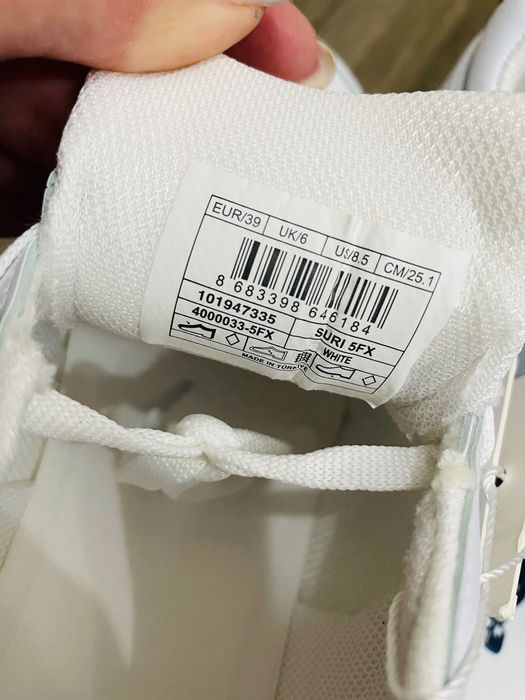 EUR/39 UK/6 US/8.5 CM/25.1
8 683398 646184
101947335 SURI 5FX
4000033-5FX WHITE
MADE IN TÜRKİYE